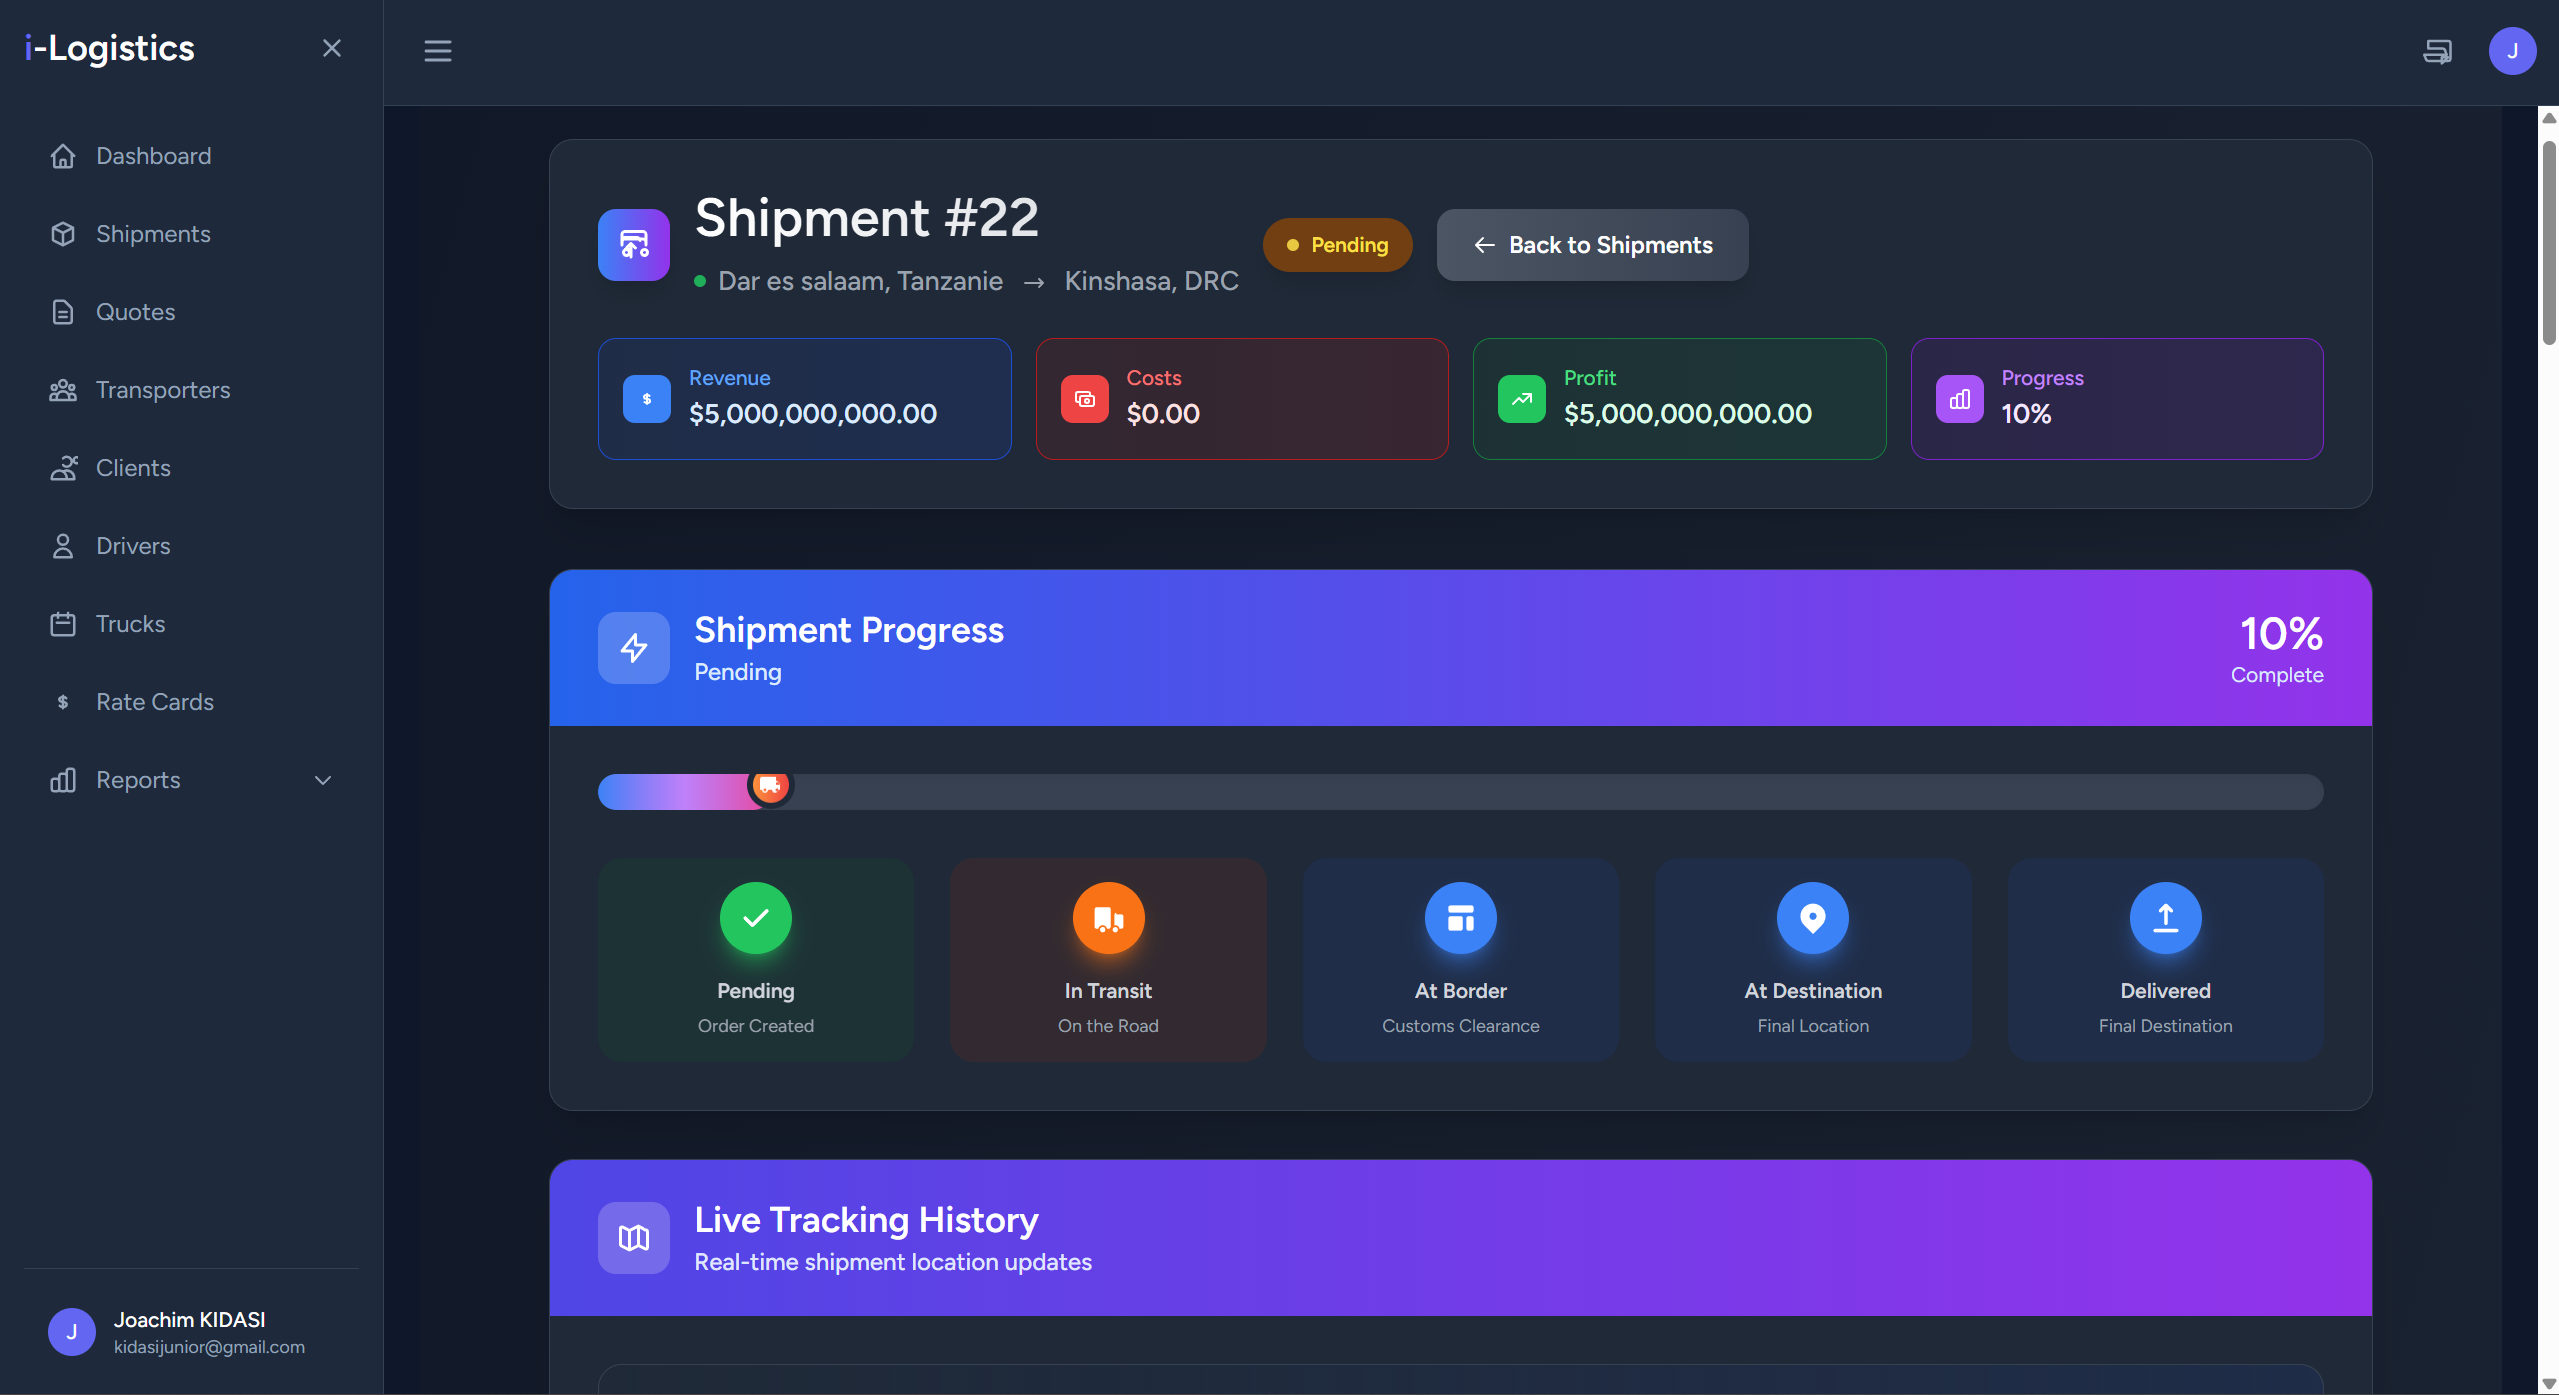 i-Logistics
Dashboard
Shipments
Quotes
Transporters
Clients
Drivers
Trucks
$ Rate Cards
Reports
J
Joachim KIDASI
kidasijunior@gmail.com
J
Shipment #22
Dar es salaam, Tanzanie → Kinshasa, DRC
Pending
← Back to Shipments
$
Revenue
$5,000,000,000.00
Costs
$0.00
Profit
$5,000,000,000.00
Progress
10%
Shipment Progress
Pending
10%
Complete
Pending
Order Created
In Transit
On the Road
At Border
Customs Clearance
At Destination
Final Location
Delivered
Final Destination
Live Tracking History
Real-time shipment location updates